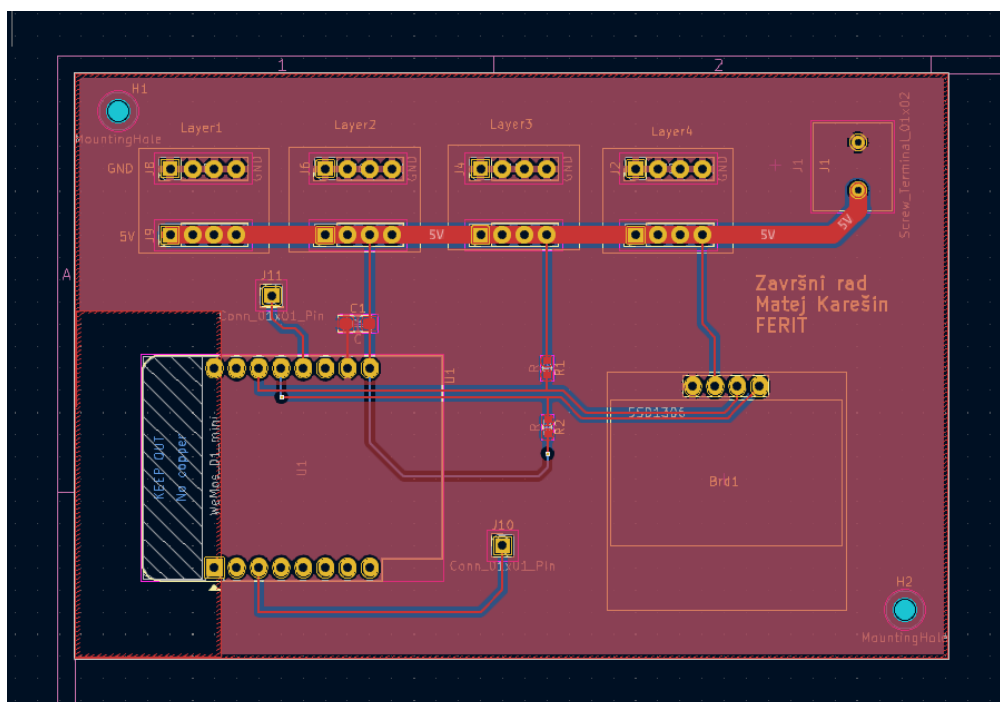 1
2
H1
MountingHole
Layer1
Layer2
Layer3
Layer4
J1
J1
Screw_Terminal_01x02
GND
J8
GND
J6
GND
J4
GND
J2
GND
5V
J9
5V
5V
5V
A
J11
Conn_01x01_Pin
C1
C
Završni rad
Matej Karešin
FERIT
R
R1
U1
SSD1306
R
R2
KEEP OUT
No copper
WeMos_D1_mini
U1
Brd1
J10
Conn_01x01_Pin
H2
MountingHole